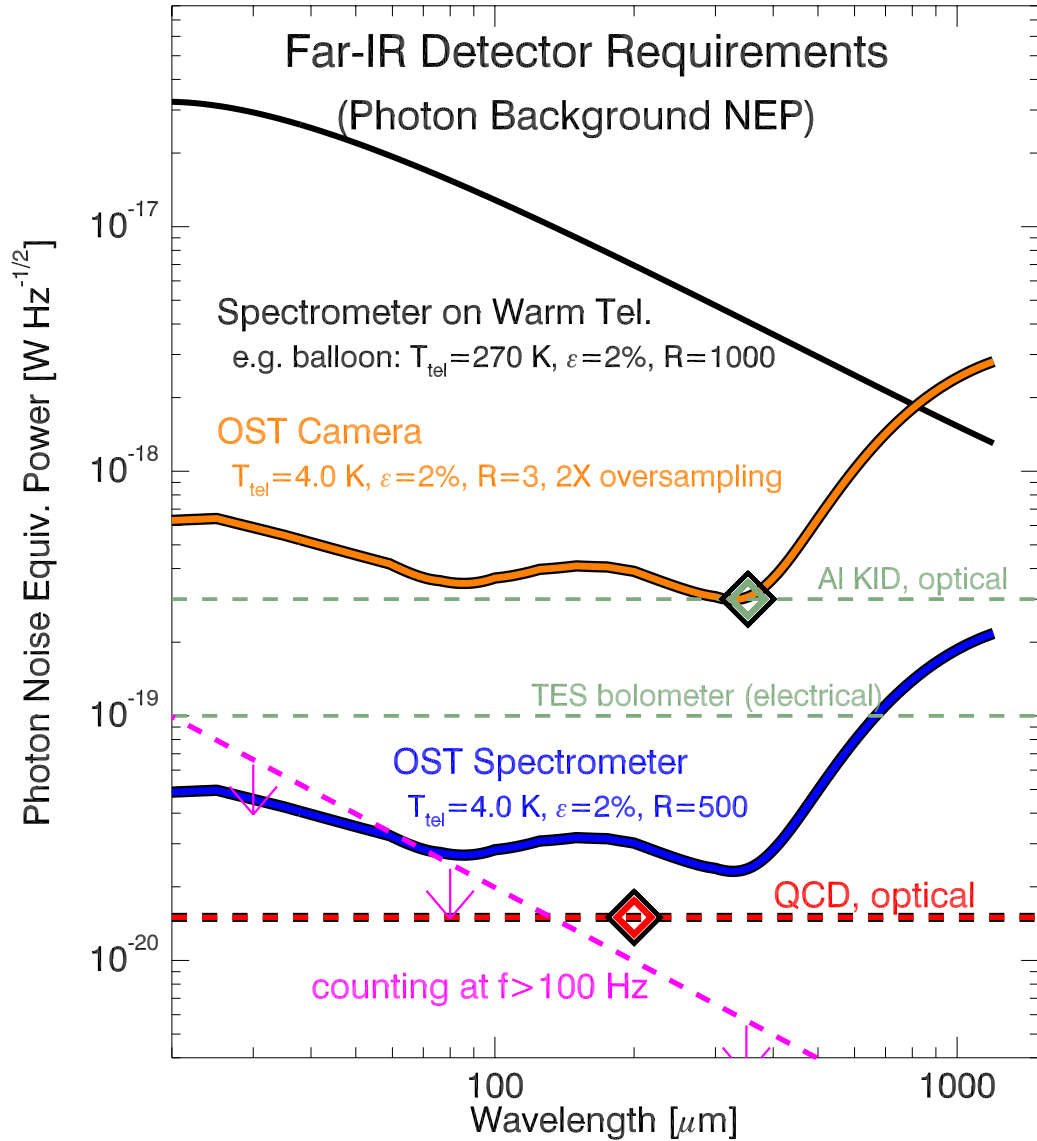 Far-IR Detector Requirements
(Photon Background NEP)
Photon Noise Equiv. Power [W Hz^-1/2]
10^-17
Spectrometer on Warm Tel.
e.g. balloon: T_tel=270 K, ε=2%, R=1000
OST Camera
T_tel=4.0 K, ε=2%, R=3, 2X oversampling
10^-18
Al KID, optical
TES bolometer (electrical)
10^-19
OST Spectrometer
T_tel=4.0 K, ε=2%, R=500
QCD, optical
10^-20
counting at f>100 Hz
100
1000
Wavelength [μm]